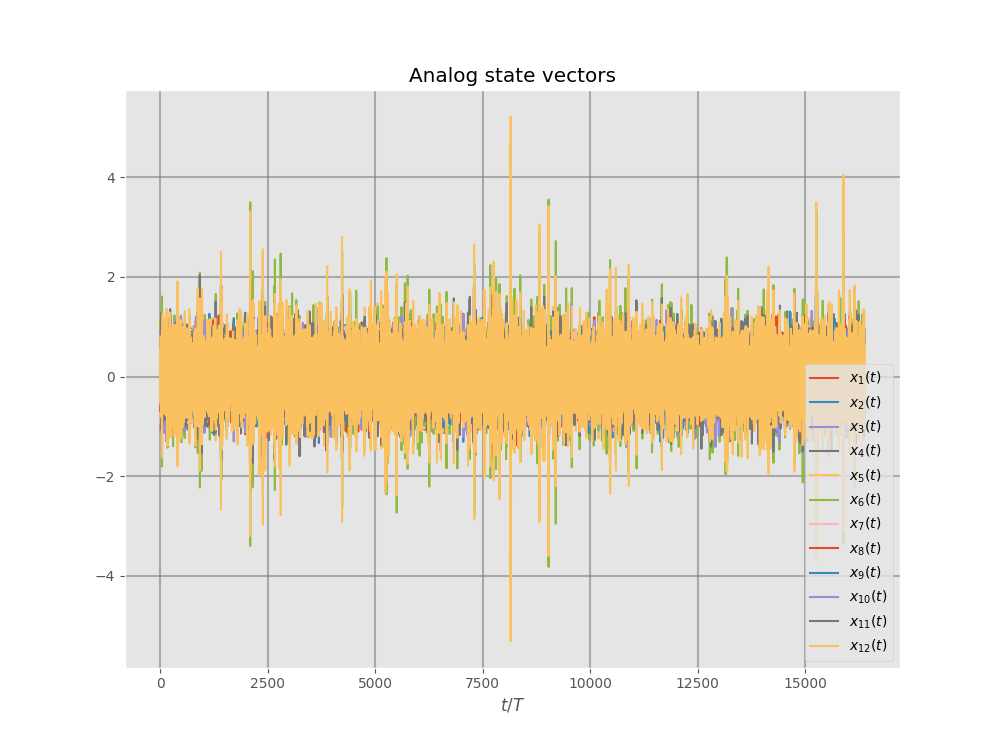 Analog state vectors
4
2
0
−2
−4
0 2500 5000 7500 10000 12500 15000
t/T
x₁(t)
x₂(t)
x₃(t)
x₄(t)
x₅(t)
x₆(t)
x₇(t)
x₈(t)
x₉(t)
x₁₀(t)
x₁₁(t)
x₁₂(t)